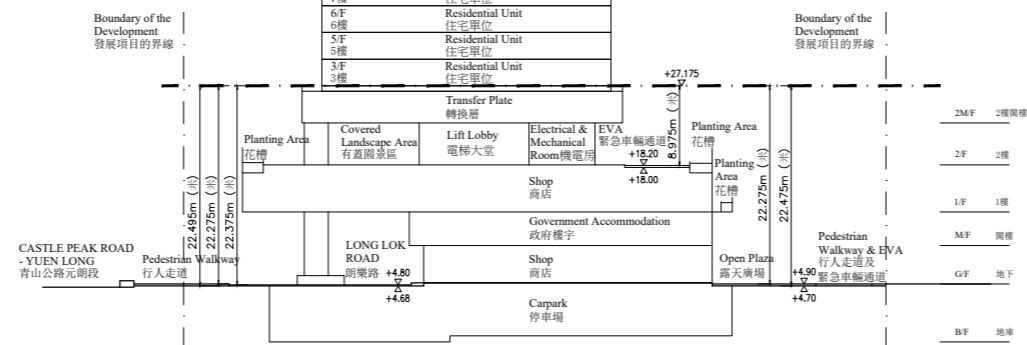 6/F Residential Unit
6樓 住宅單位
5/F Residential Unit
5樓 住宅單位
3/F Residential Unit
3樓 住宅單位
Boundary of the
Development
發展項目的界線
Boundary of the
Development
發展項目的界線
+27.175
Transfer Plate
轉換層
2M/F 2樓閣樓
Planting Area
花槽
Covered
Landscape Area
有蓋園景區
Lift Lobby
電梯大堂
Electrical &
Mechanical
Room機電房
EVA
緊急車輛通道
8.975m (米)
Planting Area
花槽
+18.20
+18.00
2/F 2樓
Planting
Area
花槽
Shop
商店
22.495m (米)
22.275m (米)
22.375m (米)
22.275m (米)
22.475m (米)
1/F 1樓
Government Accommodation
政府樓宇
M/F 閣樓
CASTLE PEAK ROAD
- YUEN LONG
青山公路元朗段
Pedestrian Walkway
行人走道
LONG LOK
ROAD
朗樂路
+4.80
+4.68
Shop
商店
Open Plaza
露天廣場
Pedestrian
Walkway & EVA
行人走道及
緊急車輛通道
+4.90
+4.70
G/F 地下
Carpark
停車場
B/F 地庫